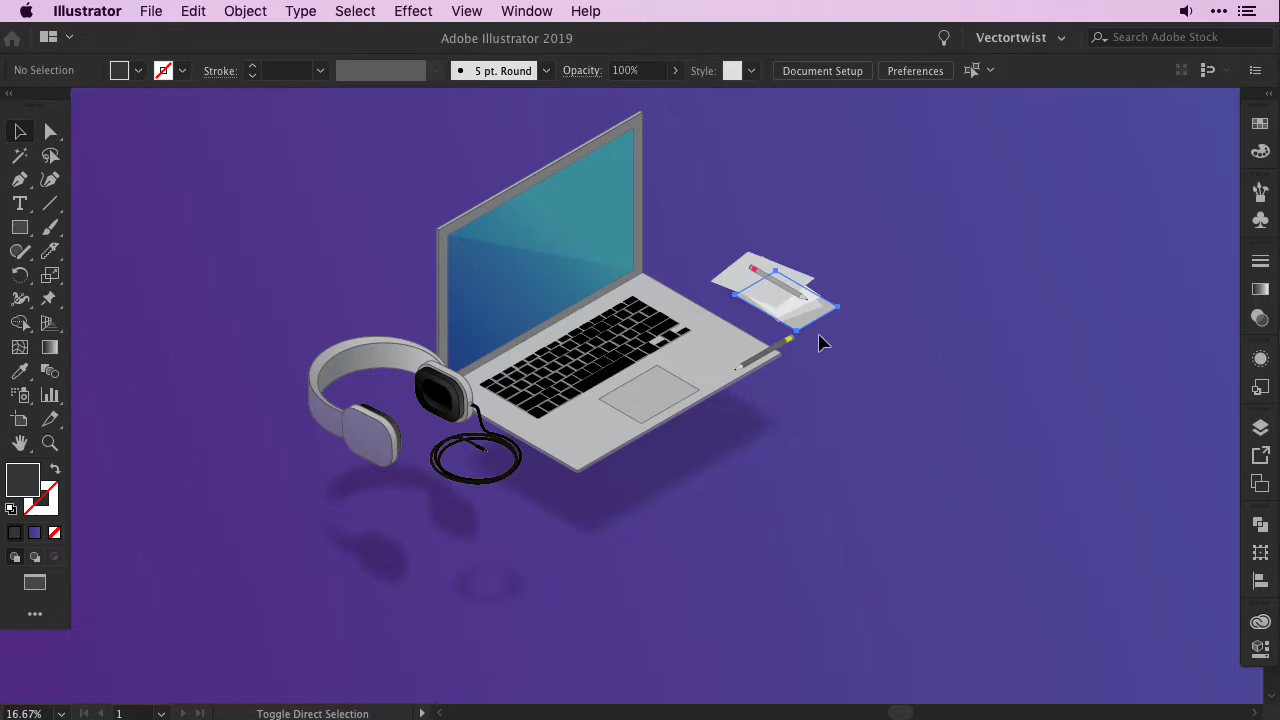 Illustrator File Edit Object Type Select Effect View Window Help
Adobe Illustrator 2019
Vectortwist
Search Adobe Stock
No Selection
Stroke:
5 pt. Round
Opacity: 100%
Style:
Document Setup
Preferences
T
16.67%
1
Toggle Direct Selection